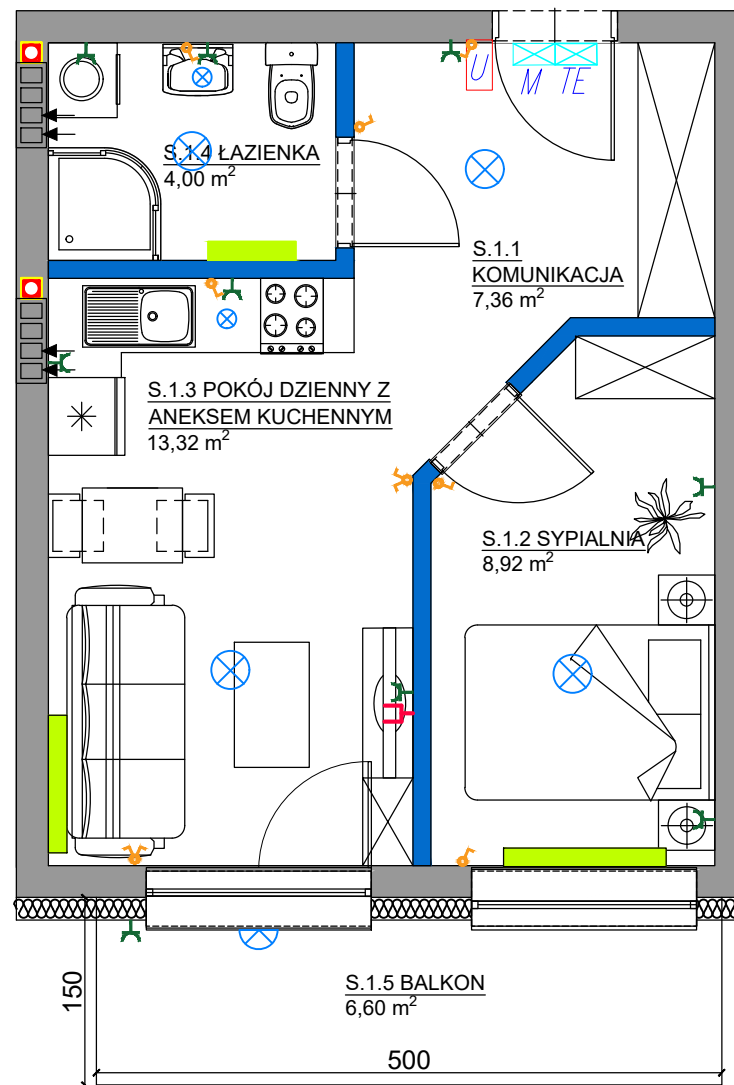 U
M TE
S.1.4 ŁAZIENKA
4,00 m²
S.1.1
KOMUNIKACJA
7,36 m²
S.1.3 POKÓJ DZIENNY Z
ANEKSEM KUCHENNYM
13,32 m²
S.1.2 SYPIALNIA
8,92 m²
S.1.5 BALKON
6,60 m²
150
500